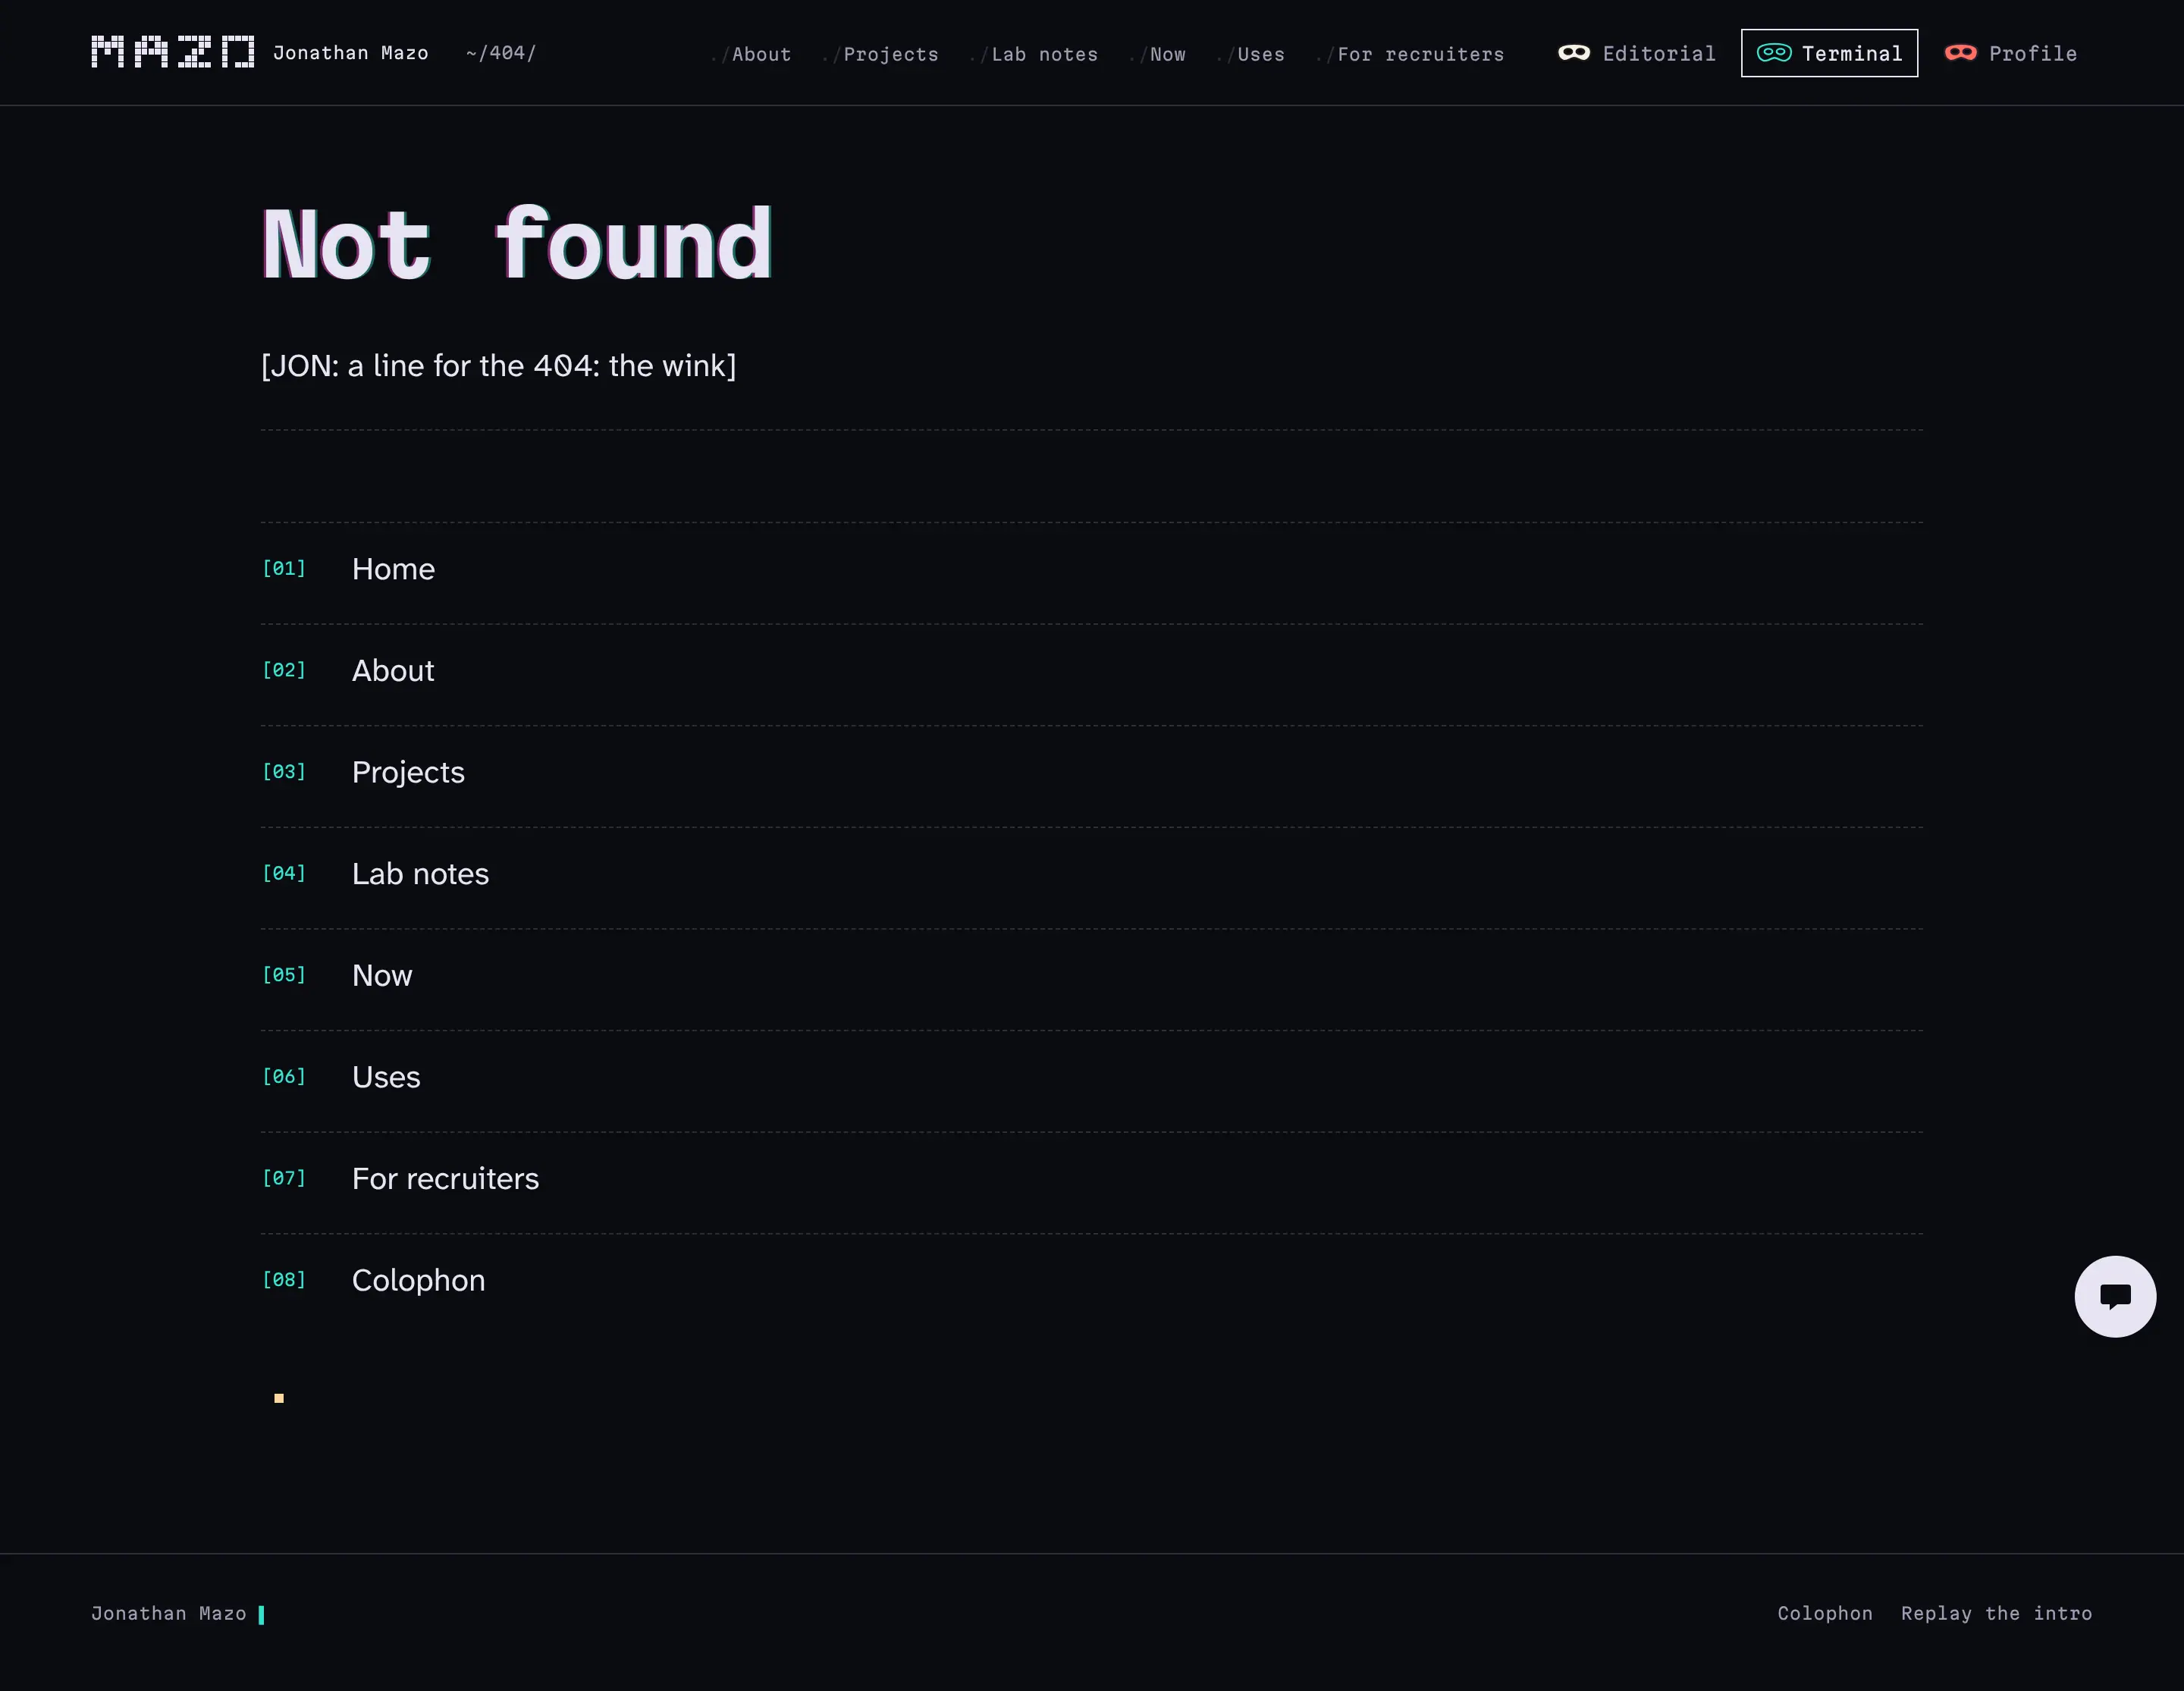 MAZO Jonathan Mazo ~/404/ ./About ./Projects ./Lab notes ./Now ./Uses ./For recruiters Editorial Terminal Profile
Not found
[JON: a line for the 404: the wink]
[01] Home
[02] About
[03] Projects
[04] Lab notes
[05] Now
[06] Uses
[07] For recruiters
[08] Colophon
Jonathan Mazo Colophon Replay the intro